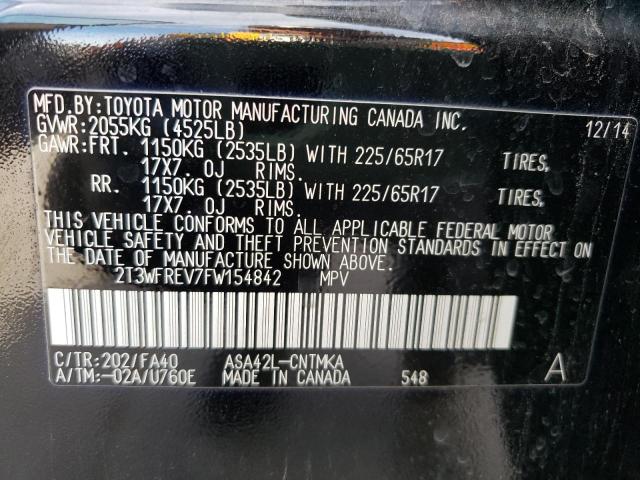 MFD.BY:TOYOTA MOTOR MANUFACTURING CANADA INC.
GVWR:2055KG (4525LB) 12/14
GAWR:FRT. 1150KG (2535LB) WITH 225/65R17 TIRES,
17X7. 0J RIMS.
RR. 1150KG (2535LB) WITH 225/65R17 TIRES,
17X7. 0J RIMS.
THIS VEHICLE CONFORMS TO ALL APPLICABLE FEDERAL MOTOR
VEHICLE SAFETY AND THEFT PREVENTION STANDARDS IN EFFECT ON
THE DATE OF MANUFACTURE SHOWN ABOVE.
2T3WFREV7FW154842 MPV
C/TR:202/FA40 ASA42L-CNTMKA
A/TM:-02A/U760E MADE IN CANADA 548 A